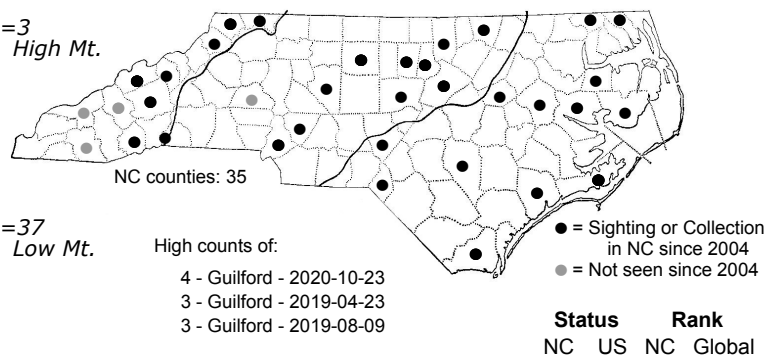 =3
High Mt.
NC counties: 35
=37
Low Mt.
High counts of:
4 - Guilford - 2020-10-23
3 - Guilford - 2019-04-23
3 - Guilford - 2019-08-09
● = Sighting or Collection
in NC since 2004
● = Not seen since 2004
Status Rank
NC US NC Global